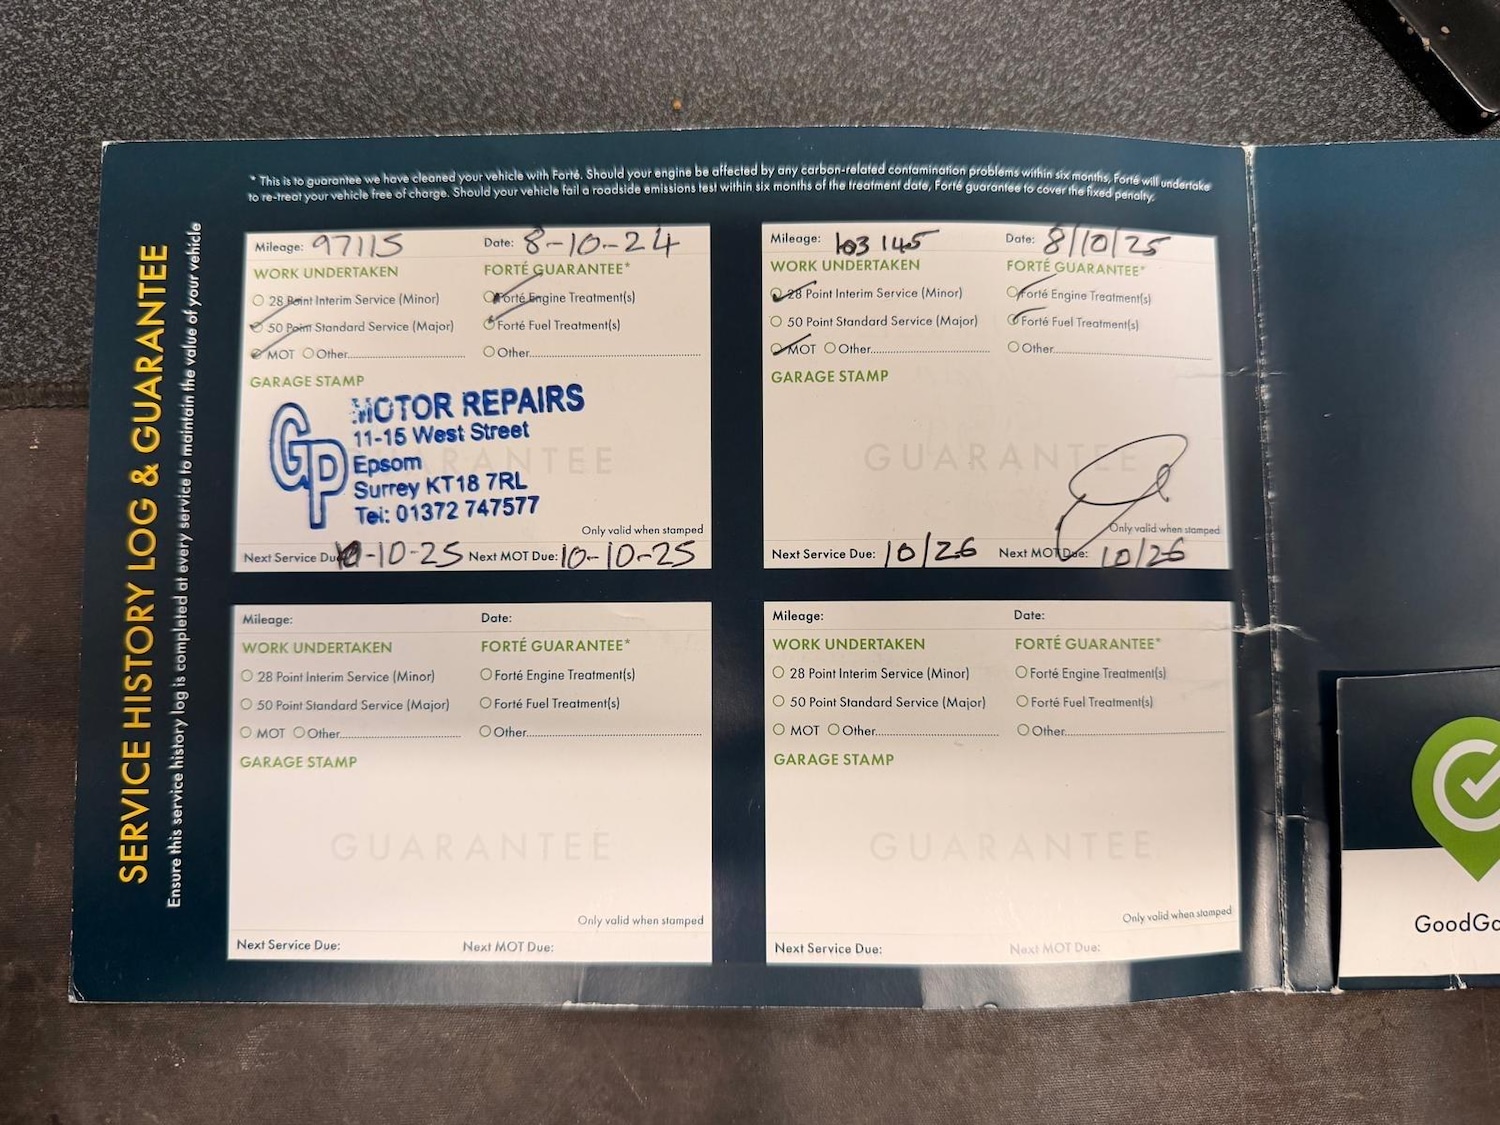 SERVICE HISTORY LOG & GUARANTEE
Ensure this service history log is completed at every service to maintain the value of your vehicle
* This is to guarantee we have cleaned your vehicle with Forté. Should your engine be affected by any carbon-related contamination problems within six months, Forté will undertake
to re-treat your vehicle free of charge. Should your vehicle fail a roadside emissions test within six months of the treatment date, Forté guarantee to cover the fixed penalty.
Mileage: 97115 Date: 8-10-24
WORK UNDERTAKEN FORTÉ GUARANTEE*
28 Point Interim Service (Minor) Forté Engine Treatment(s)
50 Point Standard Service (Major) Forté Fuel Treatment(s)
MOT Other Other
GARAGE STAMP
GP MOTOR REPAIRS
11-15 West Street
Epsom
Surrey KT18 7RL
Tel: 01372 747577
GUARANTEE
Only valid when stamped
Next Service Due: -10-25 Next MOT Due: 10-10-25
Mileage: 103145 Date: 8/10/25
WORK UNDERTAKEN FORTÉ GUARANTEE*
28 Point Interim Service (Minor) Forté Engine Treatment(s)
50 Point Standard Service (Major) Forté Fuel Treatment(s)
MOT Other Other
GARAGE STAMP
GUARANTEE
Only valid when stamped
Next Service Due: 10/26 Next MOT Due: 10/26
Mileage: Date:
WORK UNDERTAKEN FORTÉ GUARANTEE*
28 Point Interim Service (Minor) Forté Engine Treatment(s)
50 Point Standard Service (Major) Forté Fuel Treatment(s)
MOT Other Other
GARAGE STAMP
GUARANTEE
Only valid when stamped
Next Service Due: Next MOT Due:
Mileage: Date:
WORK UNDERTAKEN FORTÉ GUARANTEE*
28 Point Interim Service (Minor) Forté Engine Treatment(s)
50 Point Standard Service (Major) Forté Fuel Treatment(s)
MOT Other Other
GARAGE STAMP
GUARANTEE
Only valid when stamped
Next Service Due: Next MOT Due:
GoodGa